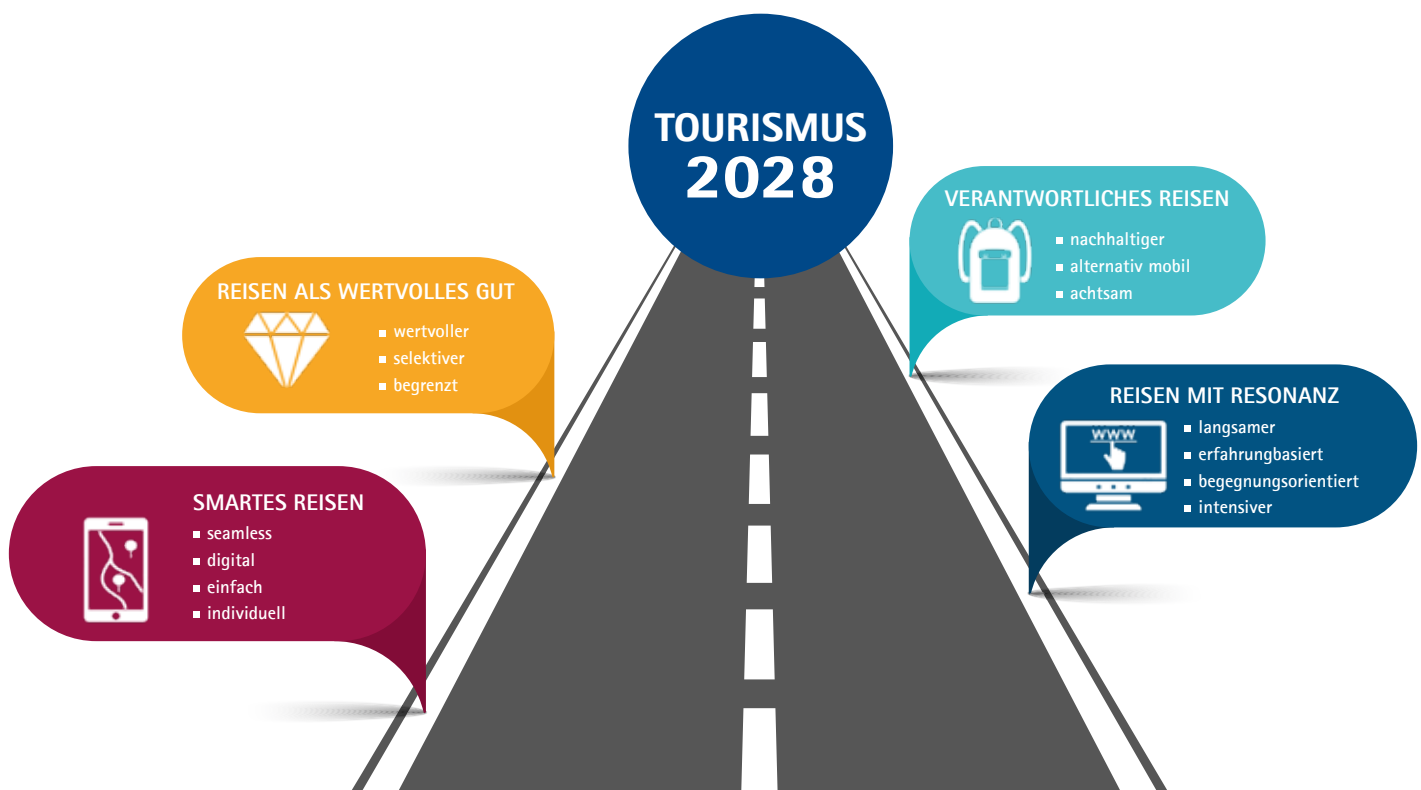 TOURISMUS
2028
VERANTWORTLICHES REISEN
nachhaltiger
alternativ mobil
achtsam
REISEN ALS WERTVOLLES GUT
wertvoller
selektiver
begrenzt
REISEN MIT RESONANZ
www
langsamer
erfahrungbasiert
begegnungsorientiert
intensiver
SMARTES REISEN
seamless
digital
einfach
individuell